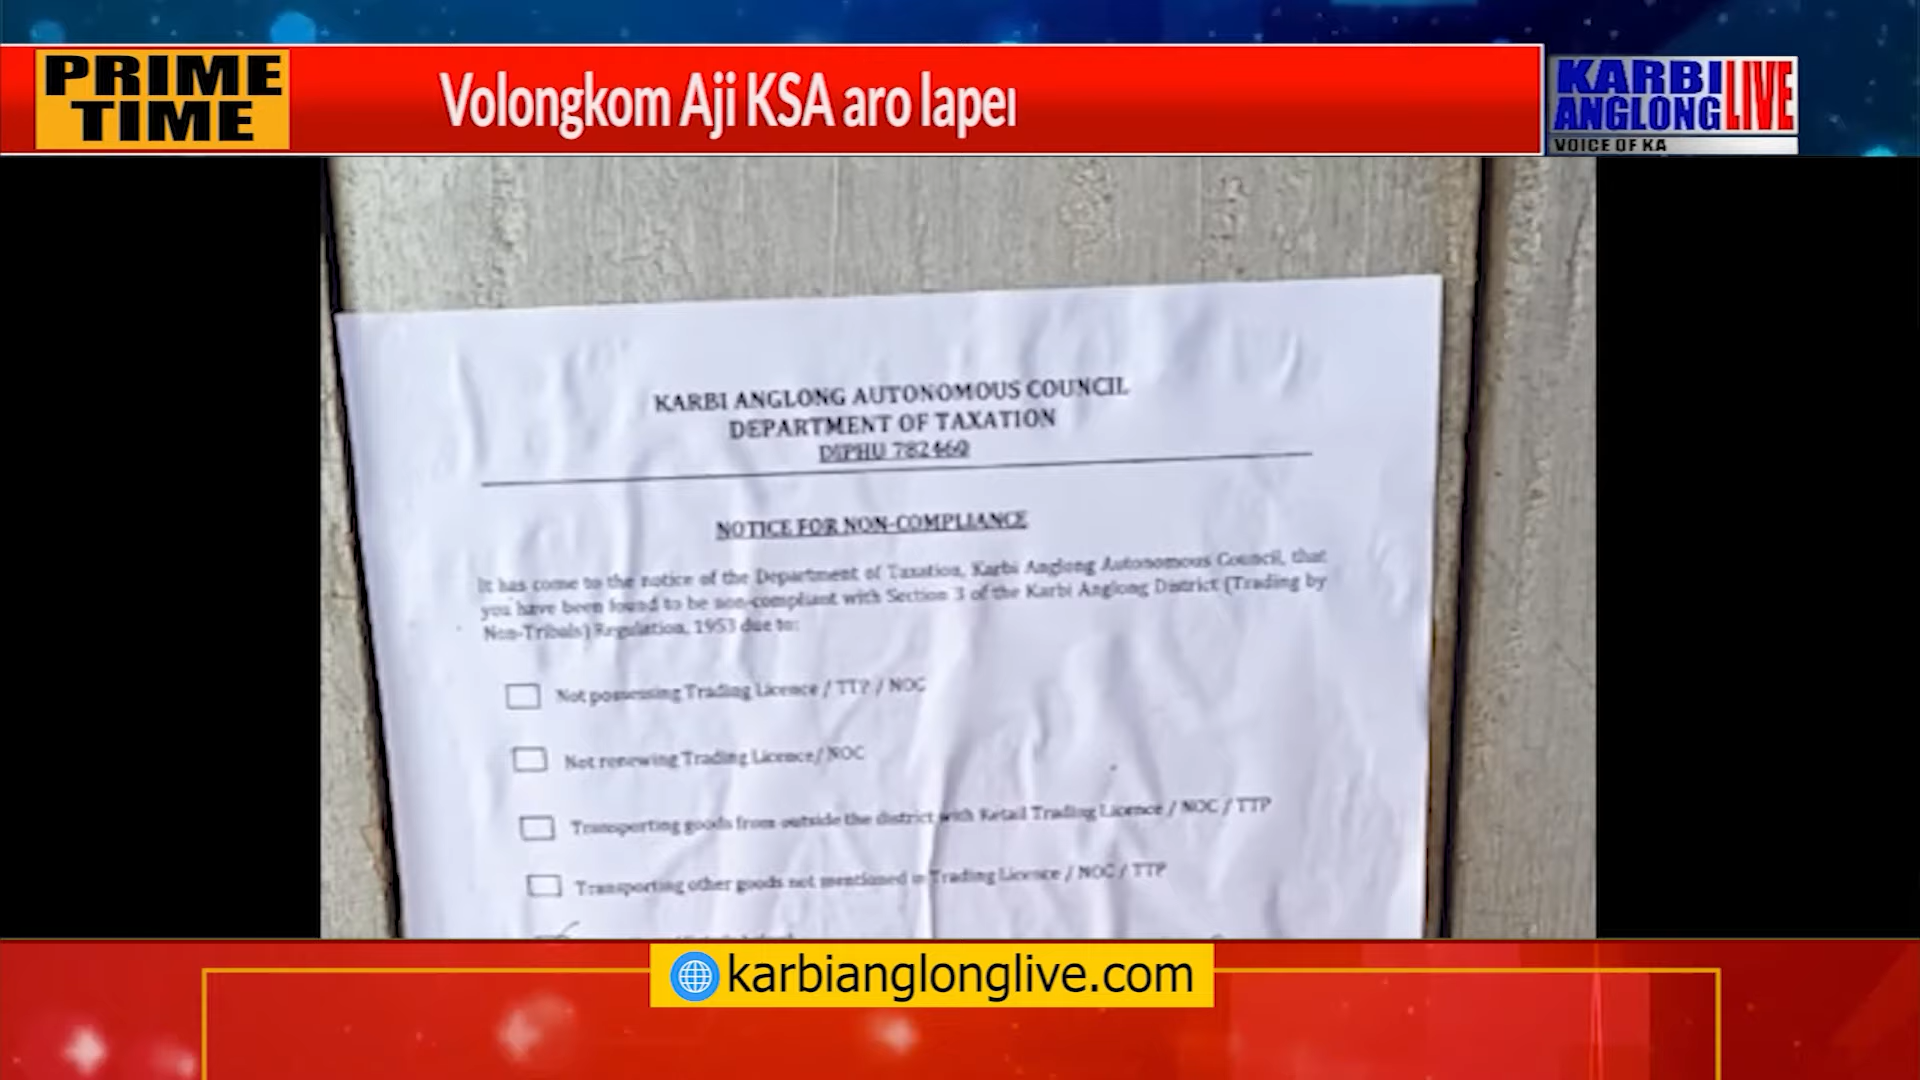 PRIME
TIME
Volongkom Aji KSA aro lapei
KARBI
ANGLONG
LIVE
VOICE OF KA
KARBI ANGLONG AUTONOMOUS COUNCIL
DEPARTMENT OF TAXATION
DIPHU 782460
NOTICE FOR NON-COMPLIANCE
It has come to the notice of the Department of Taxation, Karbi Anglong Autonomous Council, that
you have been found to be non-compliant with Section 3 of the Karbi Anglong District (Trading by
Non-Tribals) Regulation, 1953 due to:
Not possessing Trading Licence / TTP / NOC
Not renewing Trading Licence/ NOC
Transporting goods from outside the district with Retail Trading Licence / NOC / TTP
Transporting other goods not mentioned in Trading Licence / NOC / TTP
karbianglonglive.com